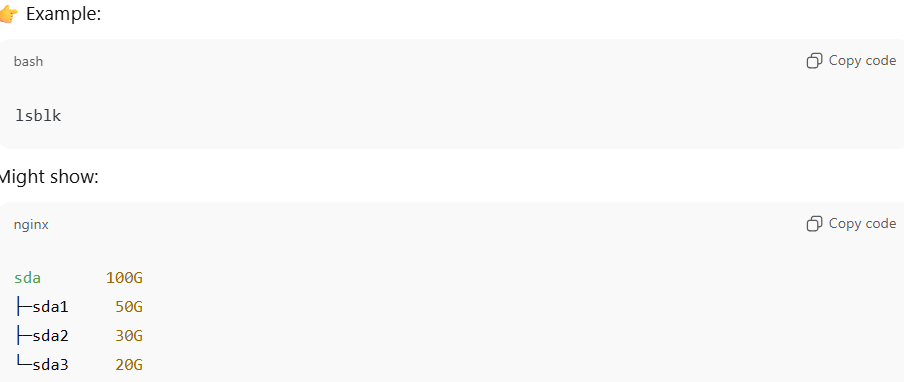 👉 Example:
bash
Copy code
lsblk
Might show:
nginx
Copy code
sda       100G
├─sda1     50G
├─sda2     30G
└─sda3     20G